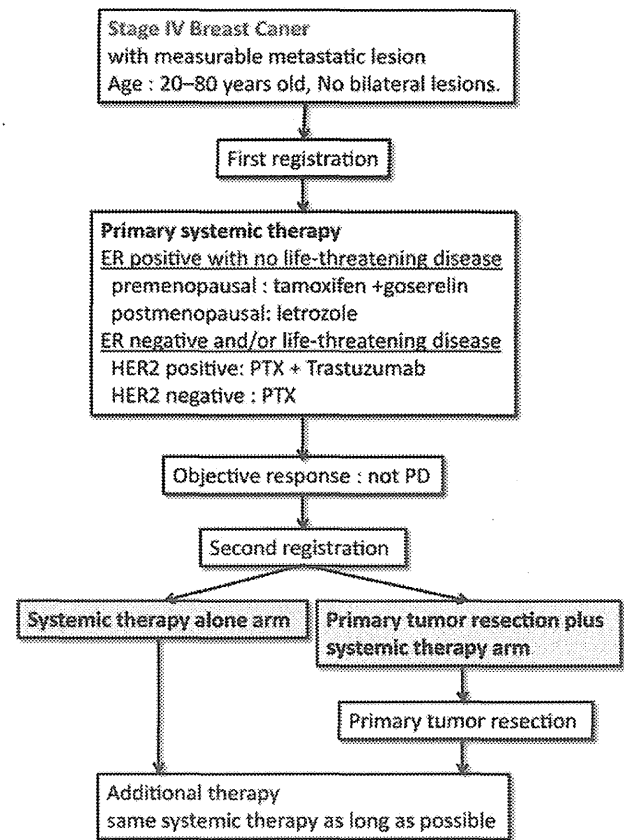 Stage IV Breast Caner
with measurable metastatic lesion
Age : 20–80 years old, No bilateral lesions.
First registration
Primary systemic therapy
ER positive with no life-threatening disease
premenopausal : tamoxifen +goserelin
postmenopausal: letrozole
ER negative and/or life-threatening disease
HER2 positive: PTX + Trastuzumab
HER2 negative : PTX
Objective response : not PD
Second registration
Systemic therapy alone arm
Primary tumor resection plus
systemic therapy arm
Primary tumor resection
Additional therapy
same systemic therapy as long as possible